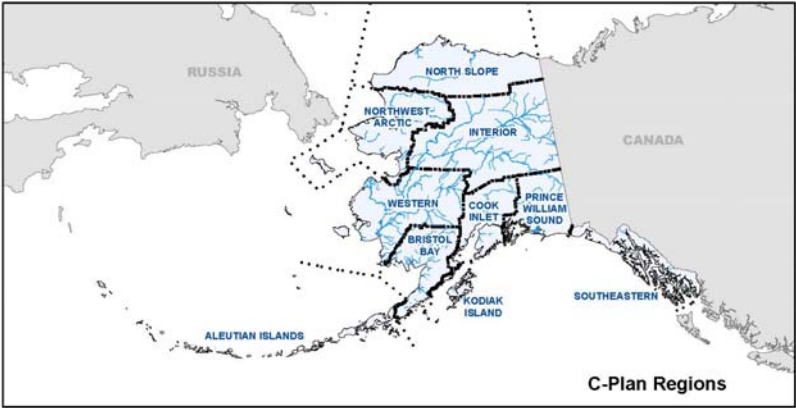 RUSSIA
NORTH SLOPE
NORTHWEST
ARCTIC
INTERIOR
CANADA
WESTERN
COOK
INLET
PRINCE
WILLIAM
SOUND
BRISTOL
BAY
KODIAK
ISLAND
SOUTHEASTERN
ALEUTIAN ISLANDS
C-Plan Regions